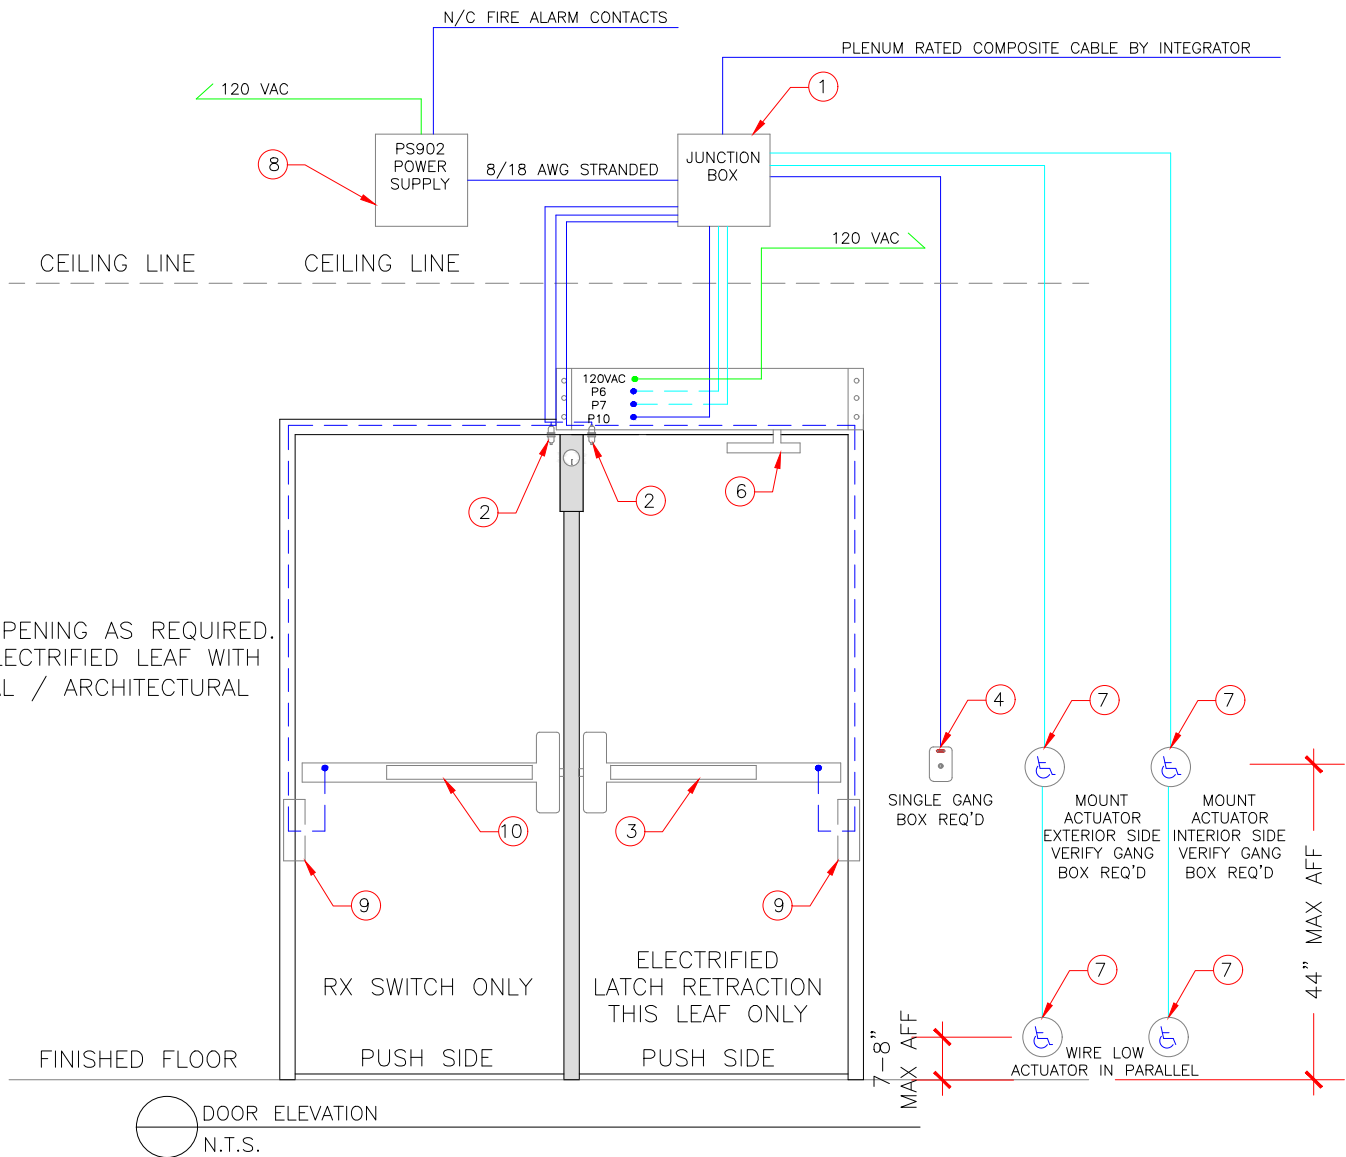 N/C FIRE ALARM CONTACTS
PLENUM RATED COMPOSITE CABLE BY INTEGRATOR
120 VAC
1
PS902
POWER
SUPPLY
8
8/18 AWG STRANDED
JUNCTION
BOX
120 VAC
CEILING LINE
CEILING LINE
120VAC
P6
P7
P10
2
2
6
PENING AS REQUIRED.
LECTRIFIED LEAF WITH
AL / ARCHITECTURAL
4
7
7
SINGLE GANG
BOX REQ'D
MOUNT
ACTUATOR
EXTERIOR SIDE
VERIFY GANG
BOX REQ'D
MOUNT
ACTUATOR
INTERIOR SIDE
VERIFY GANG
BOX REQ'D
10
3
9
9
44" MAX AFF
RX SWITCH ONLY
ELECTRIFIED
LATCH RETRACTION
THIS LEAF ONLY
7
7
7-8"
MAX AFF
WIRE LOW
ACTUATOR IN PARALLEL
FINISHED FLOOR
PUSH SIDE
PUSH SIDE
DOOR ELEVATION
N.T.S.